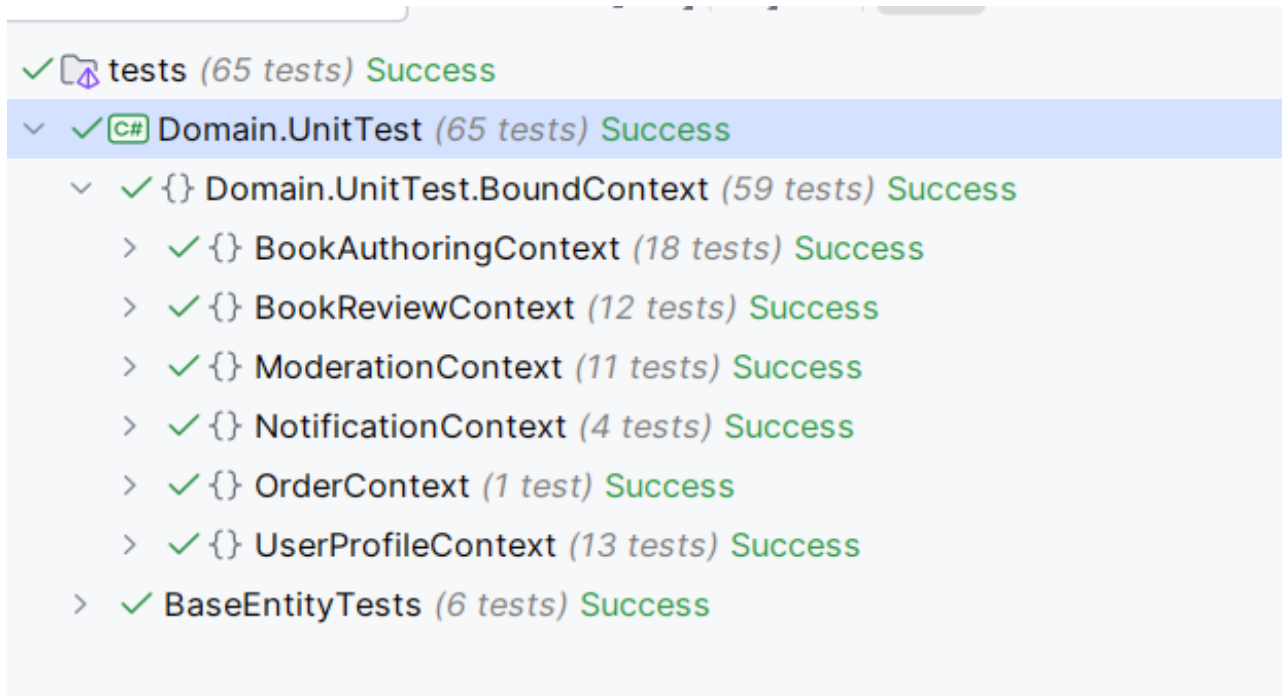 tests (65 tests) Success
C# Domain.UnitTest (65 tests) Success
{} Domain.UnitTest.BoundContext (59 tests) Success
{} BookAuthoringContext (18 tests) Success
{} BookReviewContext (12 tests) Success
{} ModerationContext (11 tests) Success
{} NotificationContext (4 tests) Success
{} OrderContext (1 test) Success
{} UserProfileContext (13 tests) Success
BaseEntityTests (6 tests) Success